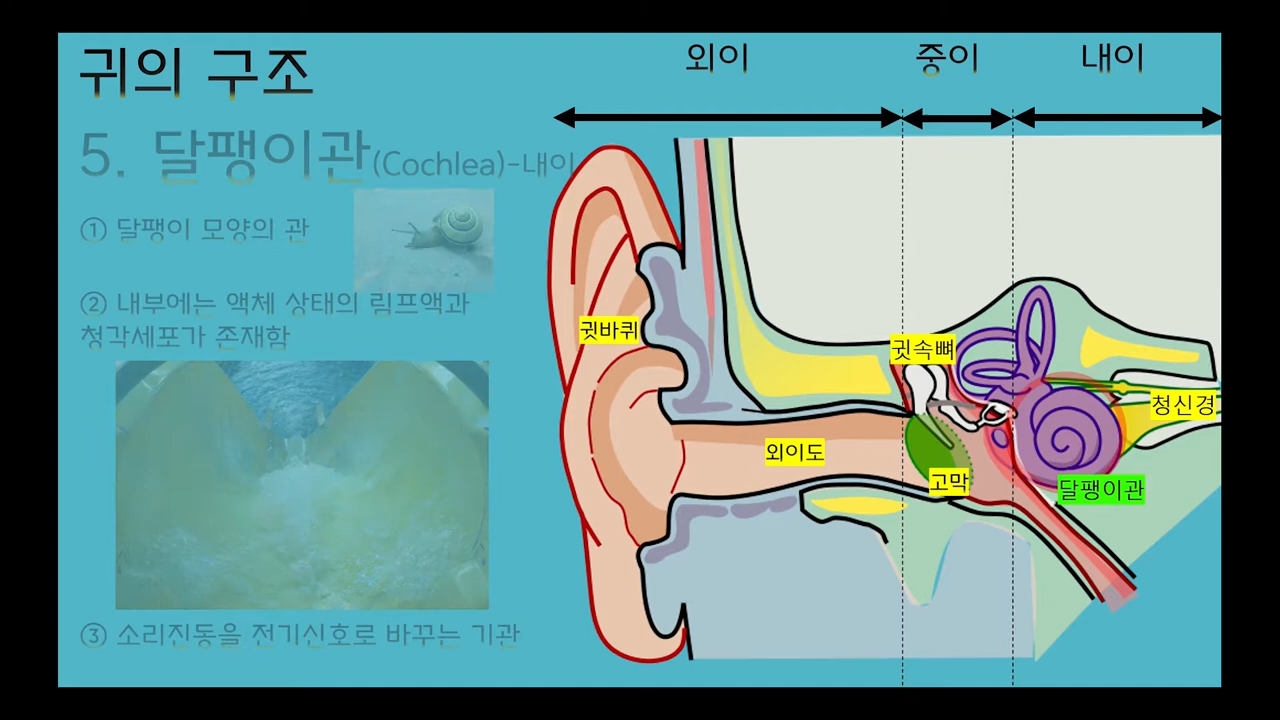 귀의 구조
외이
중이
내이
5. 달팽이관(Cochlea)-내이
① 달팽이 모양의 관
② 내부에는 액체 상태의 림프액과
청각세포가 존재함
③ 소리진동을 전기신호로 바꾸는 기관
귓바퀴
귓속뼈
청신경
외이도
고막
달팽이관